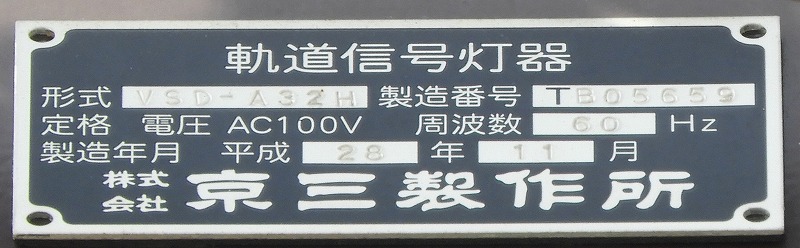 軌道信号灯器
形式 VSD-A32H 製造番号 TB05659
定格 電圧 AC100V 周波数 60 Hz
製造年月 平成 28 年 11 月
株式会社 京三製作所